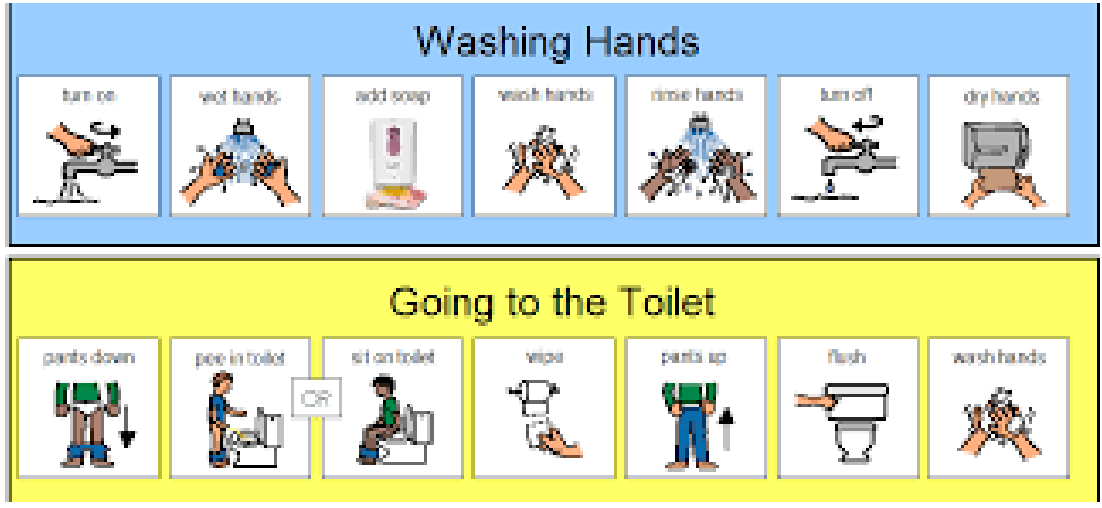 Washing Hands
turn on
wet hands
add soap
wash hands
rinse hands
turn off
dry hands
Going to the Toilet
pants down
pee in toilet
OR
sit on toilet
wipe
pants up
flush
wash hands